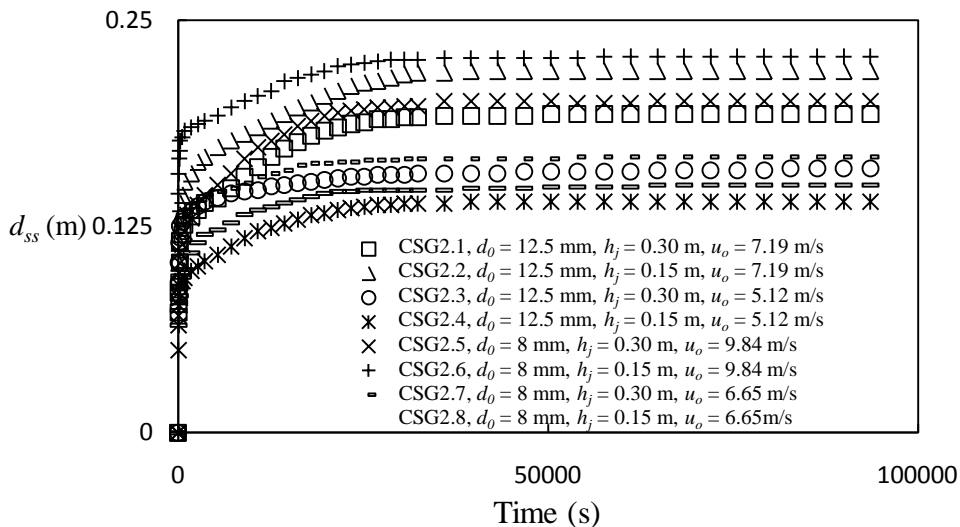 0.25
d_ss (m)
0.125
0
CSG2.1, d_0 = 12.5 mm, h_j = 0.30 m, u_o = 7.19 m/s
CSG2.2, d_0 = 12.5 mm, h_j = 0.15 m, u_o = 7.19 m/s
CSG2.3, d_0 = 12.5 mm, h_j = 0.30 m, u_o = 5.12 m/s
CSG2.4, d_0 = 12.5 mm, h_j = 0.15 m, u_o = 5.12 m/s
CSG2.5, d_0 = 8 mm, h_j = 0.30 m, u_o = 9.84 m/s
CSG2.6, d_0 = 8 mm, h_j = 0.15 m, u_o = 9.84 m/s
CSG2.7, d_0 = 8 mm, h_j = 0.30 m, u_o = 6.65 m/s
CSG2.8, d_0 = 8 mm, h_j = 0.15 m, u_o = 6.65m/s
0 50000 100000
Time (s)